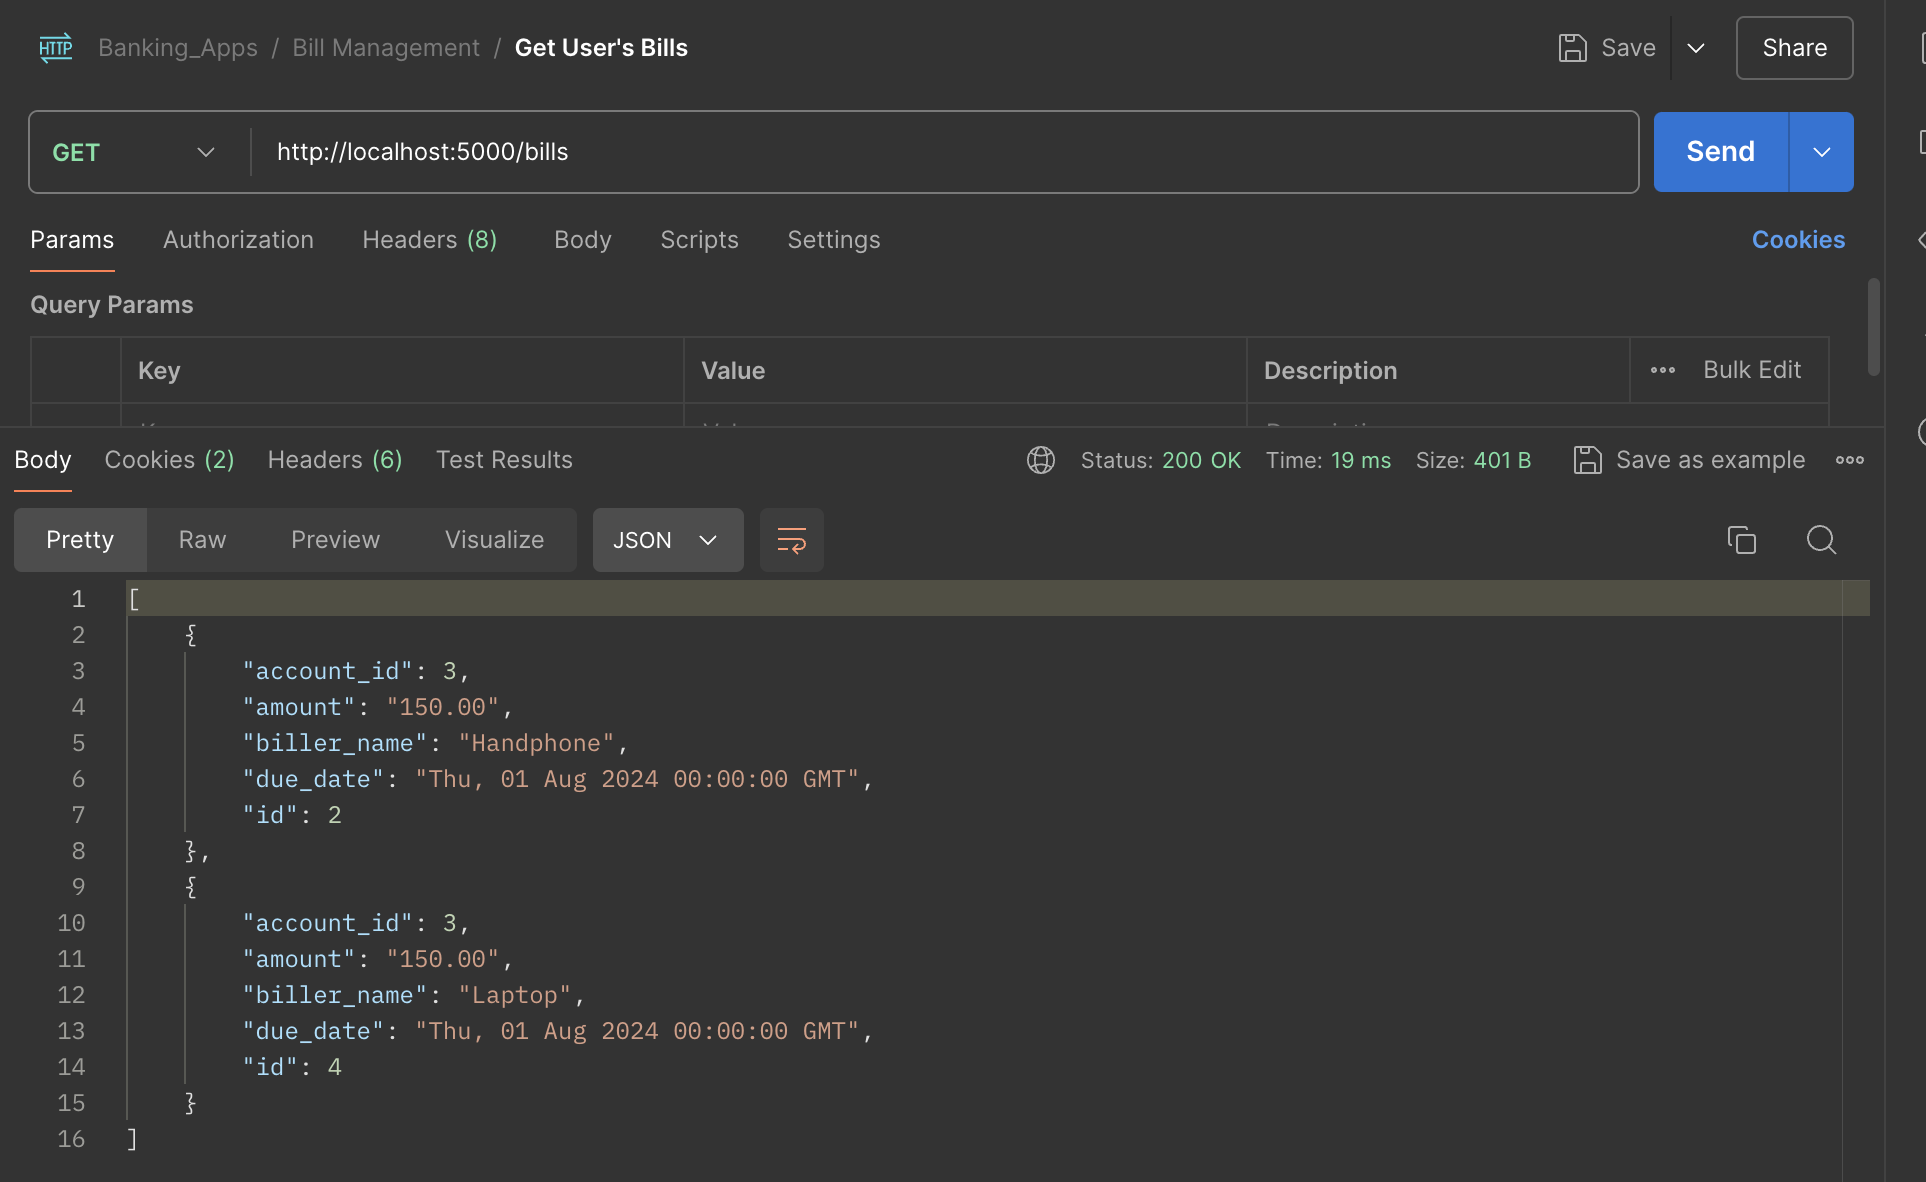 HTTP Banking_Apps / Bill Management / Get User's Bills Save Share
GET http://localhost:5000/bills Send
Params Authorization Headers (8) Body Scripts Settings Cookies
Query Params
Key Value Description ••• Bulk Edit
Body Cookies (2) Headers (6) Test Results Status: 200 OK Time: 19 ms Size: 401 B Save as example
Pretty Raw Preview Visualize JSON
1 [
2 {
3 "account_id": 3,
4 "amount": "150.00",
5 "biller_name": "Handphone",
6 "due_date": "Thu, 01 Aug 2024 00:00:00 GMT",
7 "id": 2
8 },
9 {
10 "account_id": 3,
11 "amount": "150.00",
12 "biller_name": "Laptop",
13 "due_date": "Thu, 01 Aug 2024 00:00:00 GMT",
14 "id": 4
15 }
16 ]